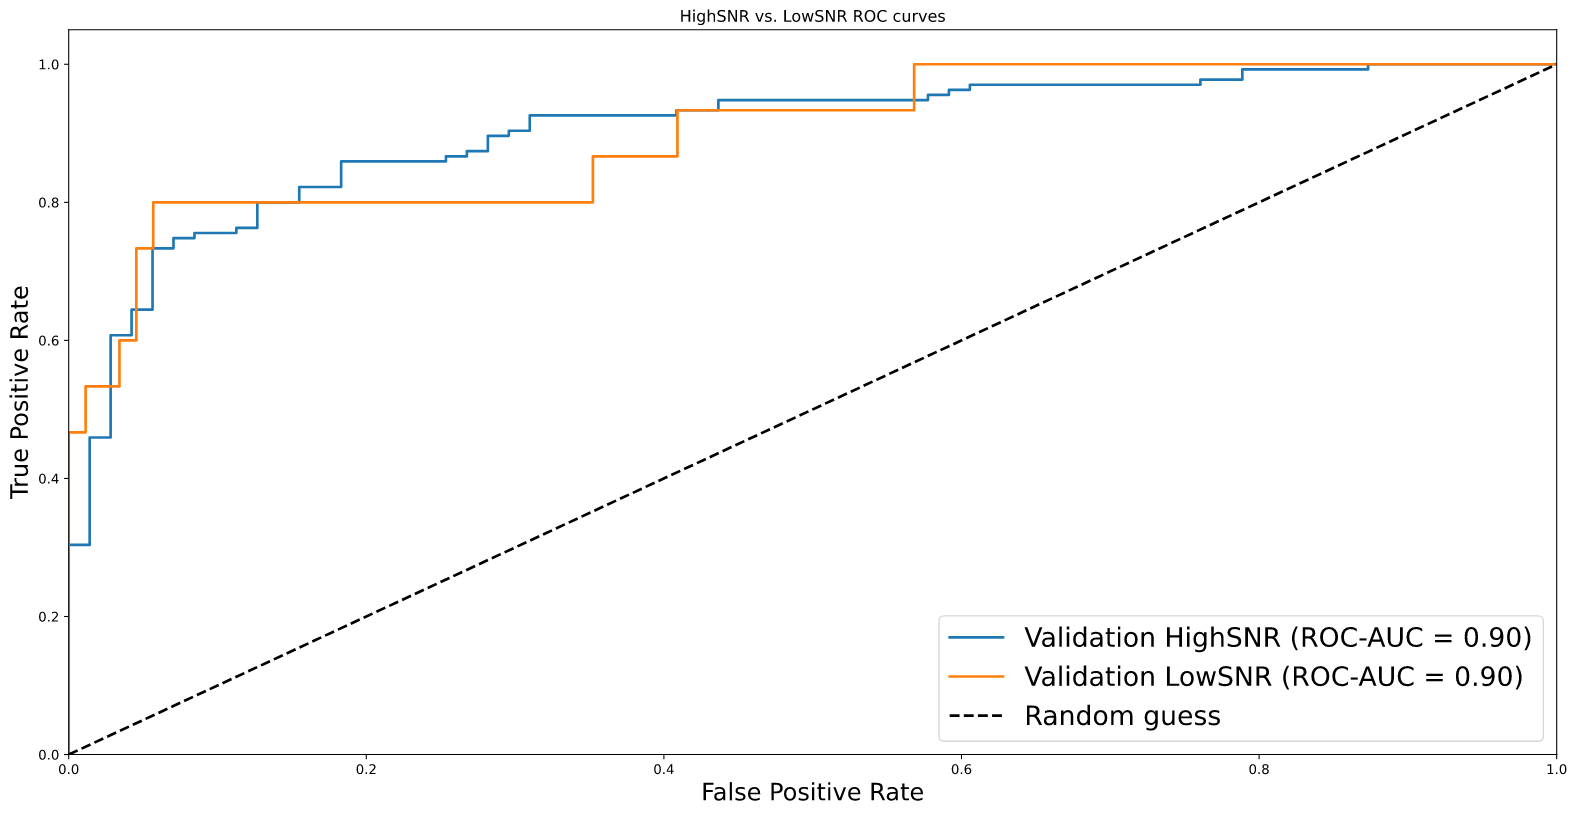 HighSNR vs. LowSNR ROC curves
True Positive Rate
1.0
0.8
0.6
0.4
0.2
0.0
Validation HighSNR (ROC-AUC = 0.90)
Validation LowSNR (ROC-AUC = 0.90)
Random guess
0.0 0.2 0.4 0.6 0.8 1.0
False Positive Rate